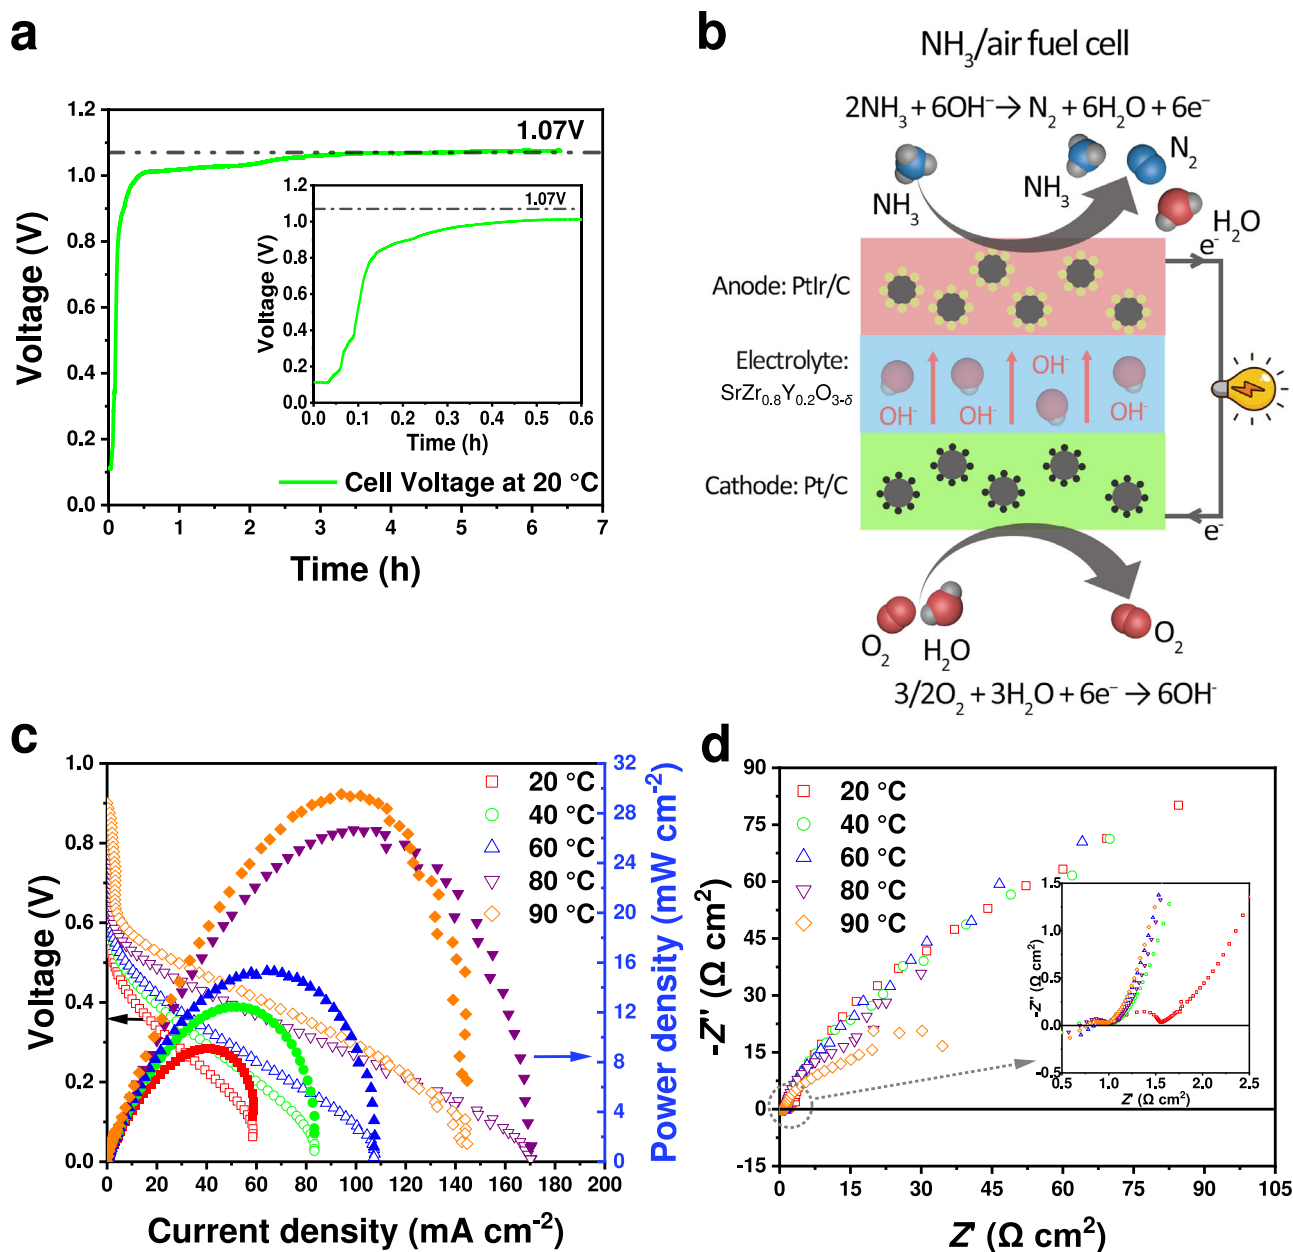 a
1.2
1.0
0.8
0.6
0.4
0.2
0.0
Voltage (V)
1.07V
1.2
1.0
0.8
0.6
0.4
0.2
0.0
Voltage (V)
1.07V
0.0 0.1 0.2 0.3 0.4 0.5 0.6
Time (h)
Cell Voltage at 20 °C
0 1 2 3 4 5 6 7
Time (h)
b
NH₃/air fuel cell
2NH₃ + 6OH⁻ → N₂ + 6H₂O + 6e⁻
NH₃
NH₃
N₂
H₂O
e⁻
Anode: PtIr/C
Electrolyte:
SrZr₀.₈Y₀.₂O₃₋δ
OH⁻
OH⁻ OH⁻ OH⁻
Cathode: Pt/C
e⁻
O₂
H₂O
O₂
3/2O₂ + 3H₂O + 6e⁻ → 6OH⁻
c
1.0
0.8
0.6
0.4
0.2
0.0
Voltage (V)
20 °C
40 °C
60 °C
80 °C
90 °C
32
28
24
20
16
12
8
4
0
Power density (mW cm⁻²)
0 20 40 60 80 100 120 140 160 180 200
Current density (mA cm⁻²)
d
90
75
60
45
30
15
0
-15
-Z'' (Ω cm²)
20 °C
40 °C
60 °C
80 °C
90 °C
1.5
1.0
0.5
0.0
-0.5
-Z'' (Ω cm²)
0.5 1.0 1.5 2.0 2.5
Z' (Ω cm²)
0 15 30 45 60 75 90 105
Z' (Ω cm²)